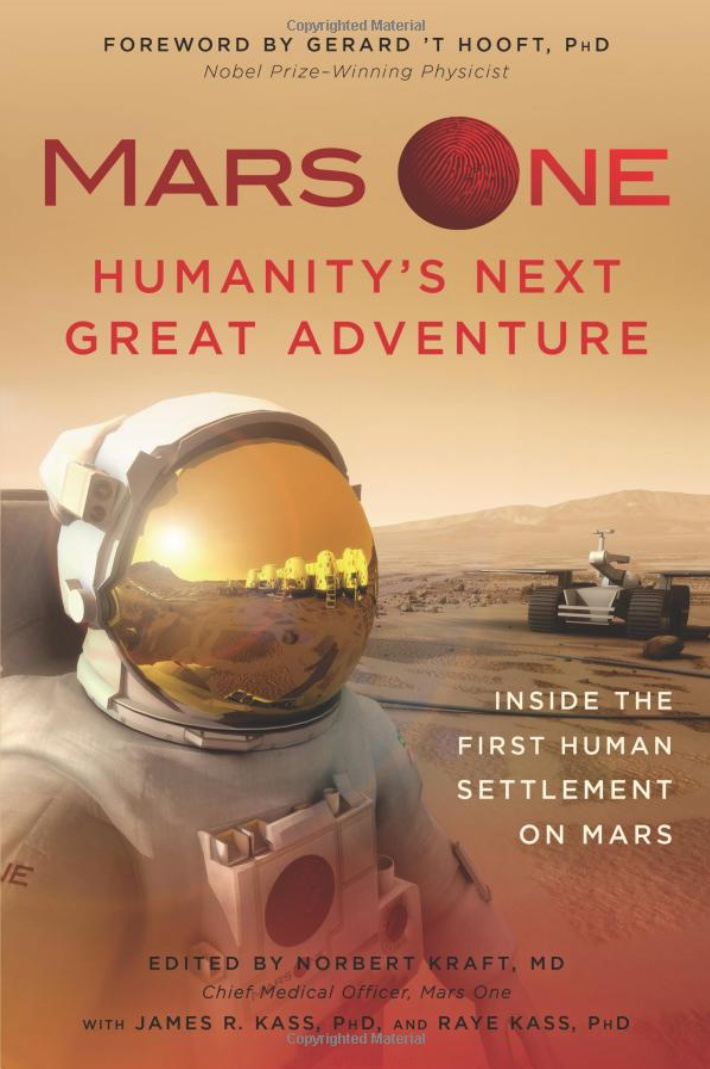 Copyrighted Material
FOREWORD BY GERARD 'T HOOFT, PHD
Nobel Prize–Winning Physicist
MARS ONE
HUMANITY'S NEXT
GREAT ADVENTURE
INSIDE THE
FIRST HUMAN
SETTLEMENT
ON MARS
NE
EDITED BY NORBERT KRAFT, MD
Chief Medical Officer, Mars One
WITH JAMES R. KASS, PHD, AND RAYE KASS, PHD
Copyrighted Material